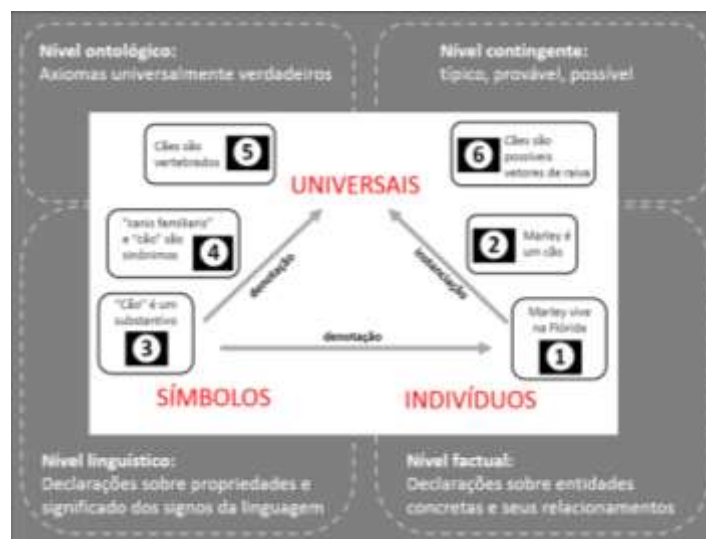 Nível ontológico:
Axiomas universalmente verdadeiros
Nível contingente:
típico, provável, possível
Cães são
vertebrados
5
6
Cães são
possíveis
vetores de raiva
UNIVERSAIS
"canis familiaris"
e "cão" são
sinônimos
4
2
Marley é
um cão
denotação
instanciação
"Cão" é um
substantivo
3
denotação
Marley vive
na Flórida
1
SÍMBOLOS
INDIVÍDUOS
Nível linguístico:
Declarações sobre propriedades e
significado dos signos da linguagem
Nível factual:
Declarações sobre entidades
concretas e seus relacionamentos